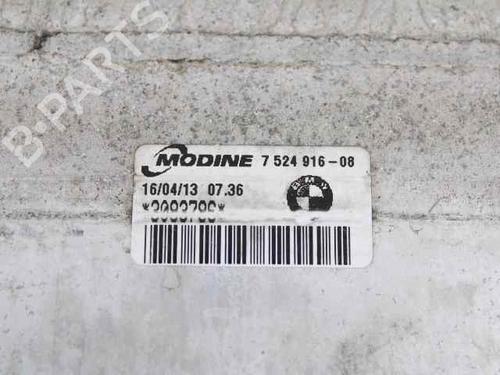 B-PARTS
MODINE 7 524 916-08
16/04/13 07.36
BMW